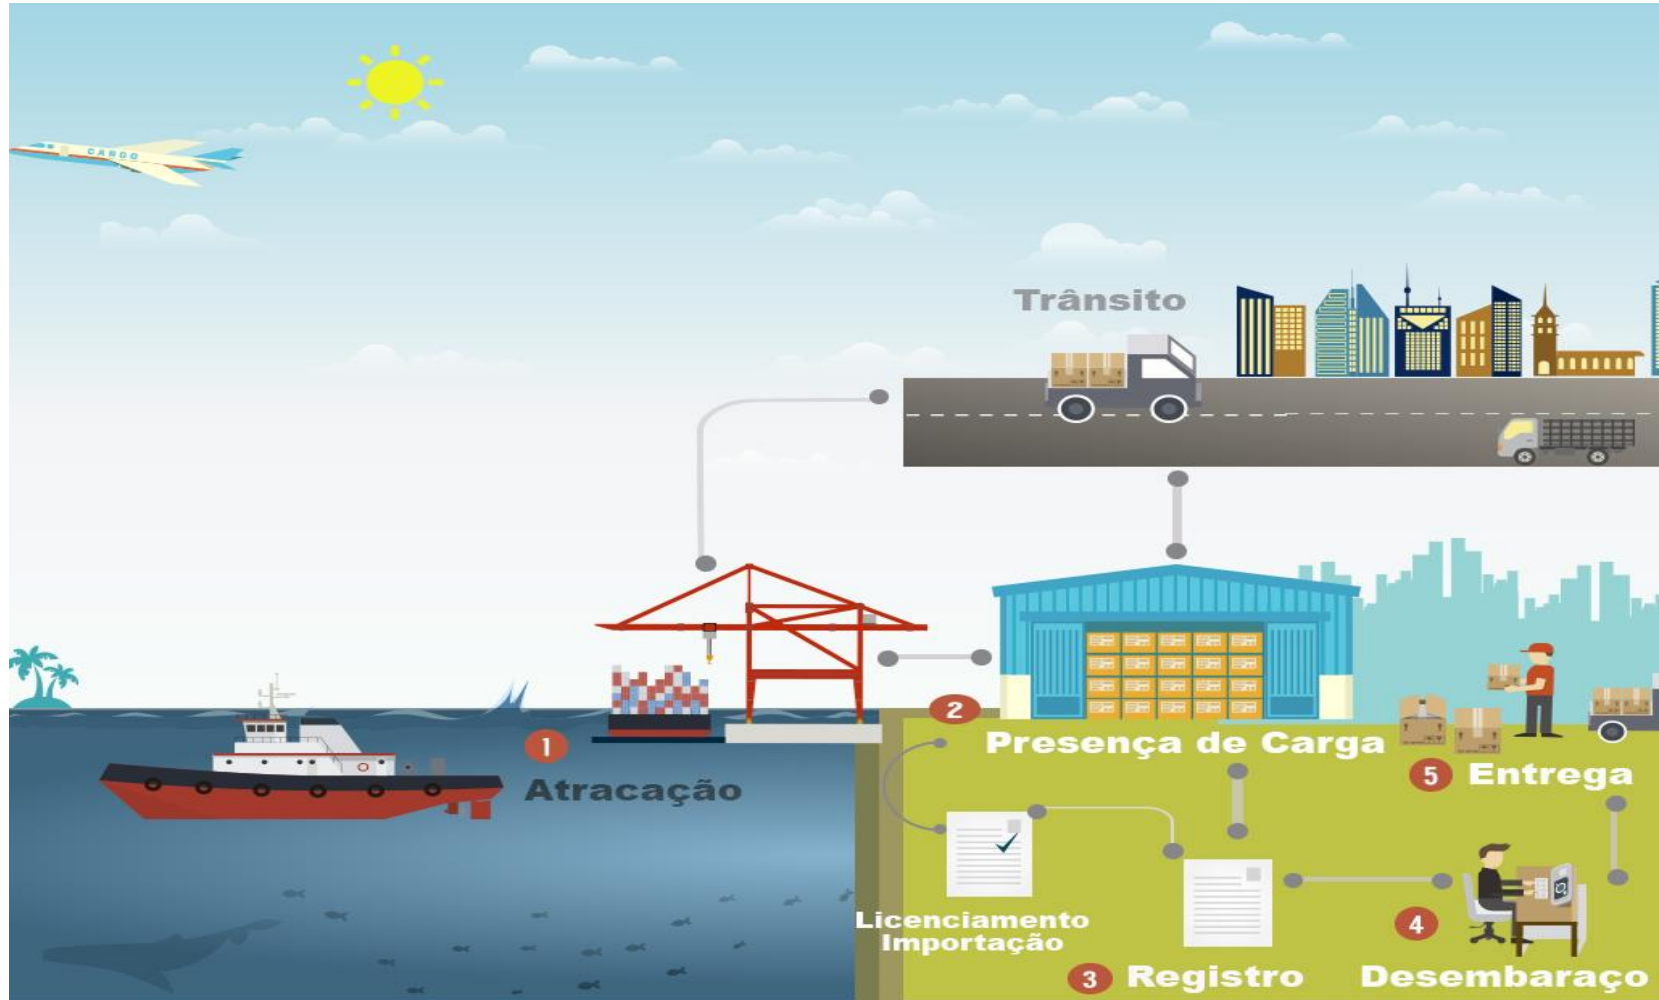 CARGO
Trânsito
1
Atracação
2
Presença de Carga
5 Entrega
Licenciamento
Importação
3 Registro
4
Desembaraço